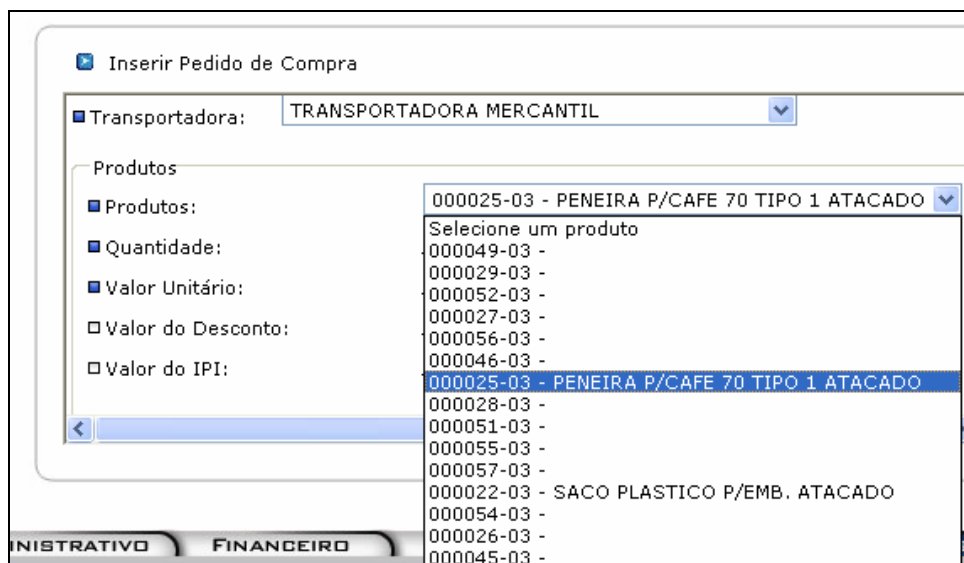 Inserir Pedido de Compra
Transportadora: TRANSPORTADORA MERCANTIL
Produtos
Produtos: 000025-03 - PENEIRA P/CAFE 70 TIPO 1 ATACADO
Quantidade:
Valor Unitário:
Valor do Desconto:
Valor do IPI:
Selecione um produto
000049-03 -
000029-03 -
000052-03 -
000027-03 -
000056-03 -
000046-03 -
000025-03 - PENEIRA P/CAFE 70 TIPO 1 ATACADO
000028-03 -
000051-03 -
000055-03 -
000057-03 -
000022-03 - SACO PLASTICO P/EMB. ATACADO
000054-03 -
000026-03 -
000045-03 -
NISTRATIVO FINANCEIRO